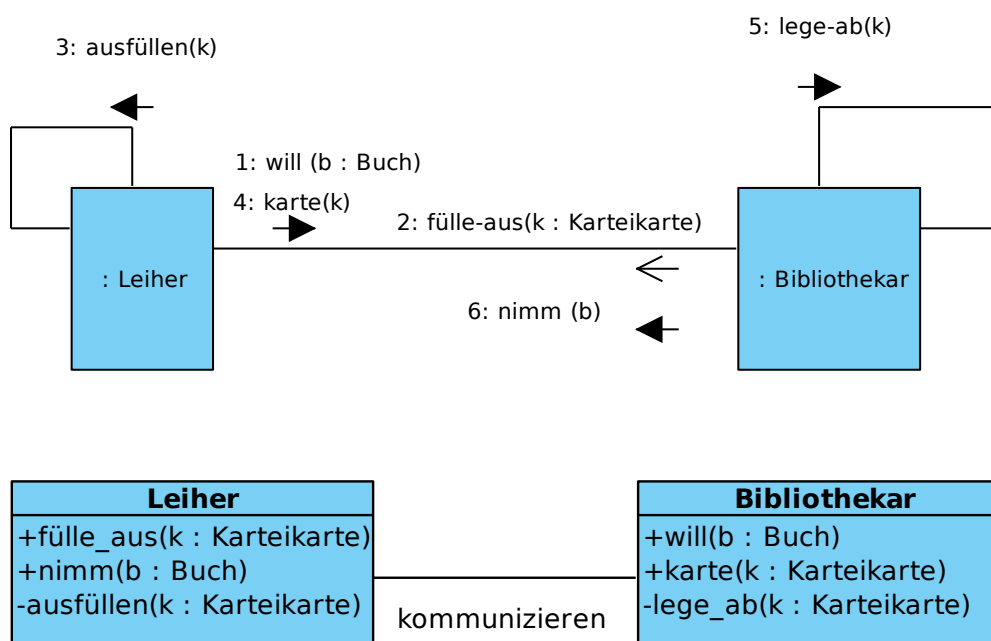 5: lege-ab(k)
3: ausfüllen(k)
1: will (b : Buch)
4: karte(k)
2: fülle-aus(k : Karteikarte)
: Leiher
: Bibliothekar
6: nimm (b)
Leiher
+fülle_aus(k : Karteikarte)
+nimm(b : Buch)
-ausfüllen(k : Karteikarte)
kommunizieren
Bibliothekar
+will(b : Buch)
+karte(k : Karteikarte)
-lege_ab(k : Karteikarte)